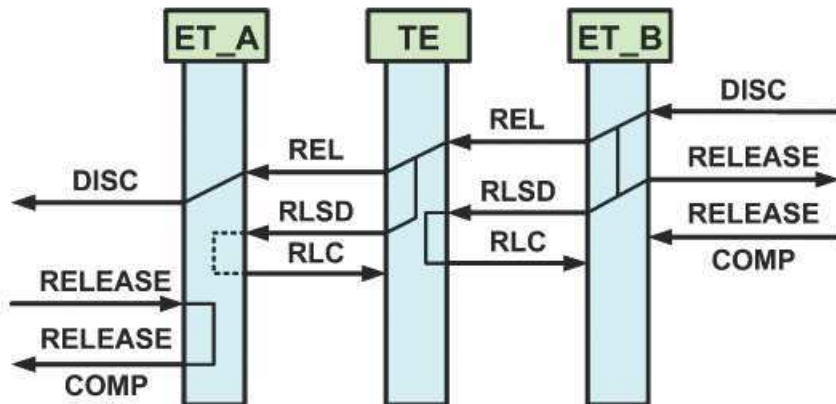 ET_A
TE
ET_B
DISC
REL
REL
RELEASE
DISC
RLSD
RLSD
RELEASE
RLC
RLC
COMP
RELEASE
RELEASE
COMP